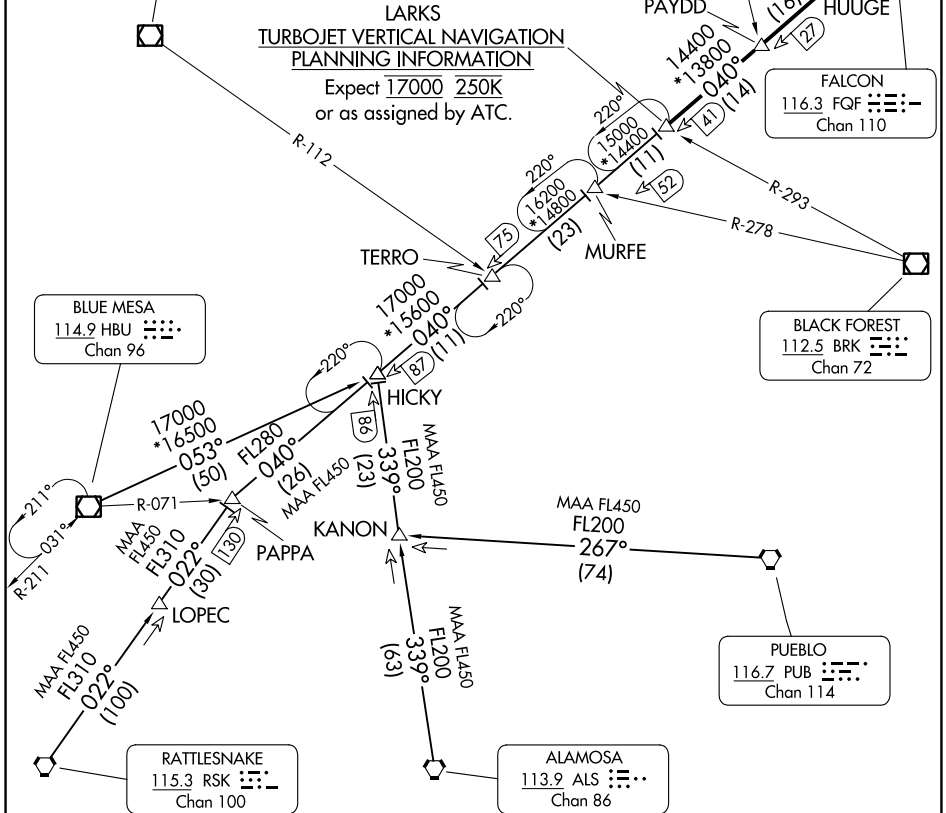 LARKS
TURBOJET VERTICAL NAVIGATION
PLANNING INFORMATION
Expect 17000 250K
or as assigned by ATC.
PAYDD
HUUGE
(16)
27
14400
*13800
040°
(14)
FALCON
116.3 FQF
Chan 110
41
220°
15000
*14400
(11)
R-112
220°
16200
*14800
(23)
52
R-293
R-278
MURFE
75
TERRO
220°
17000
*15600
040°
(11)
BLACK FOREST
112.5 BRK
Chan 72
BLUE MESA
114.9 HBU
Chan 96
220°
87
HICKY
17000
*16500
053°
(50)
FL280
040°
(26)
MAA FL450
86
MAA FL450
FL200
339°
(23)
211°
031°
R-211
R-071
PAPPA
130
MAA
FL450
FL310
022°
(30)
KANON
MAA FL450
FL200
267°
(74)
LOPEC
MAA FL450
FL310
022°
(100)
MAA FL450
FL200
339°
(63)
PUEBLO
116.7 PUB
Chan 114
RATTLESNAKE
115.3 RSK
Chan 100
ALAMOSA
113.9 ALS
Chan 86